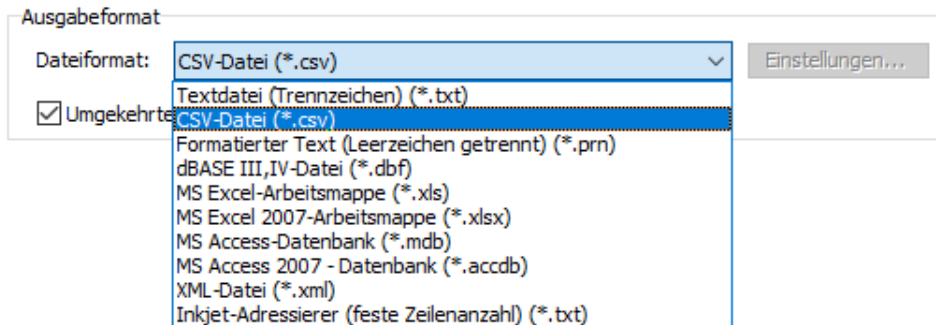 Ausgabeformat
Dateiformat: CSV-Datei (*.csv) Einstellungen...
Textdatei (Trennzeichen) (*.txt)
Umgekehrte CSV-Datei (*.csv)
Formatierter Text (Leerzeichen getrennt) (*.prn)
dBASE III,IV-Datei (*.dbf)
MS Excel-Arbeitsmappe (*.xls)
MS Excel 2007-Arbeitsmappe (*.xlsx)
MS Access-Datenbank (*.mdb)
MS Access 2007 - Datenbank (*.accdb)
XML-Datei (*.xml)
Inkjet-Adressierer (feste Zeilenanzahl) (*.txt)